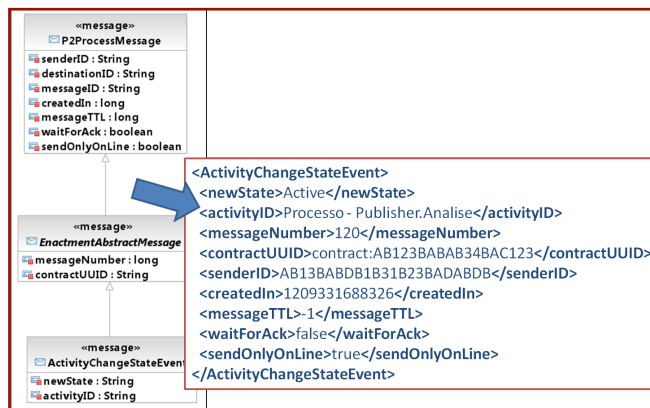 «message»
P2ProcessMessage
senderID : String
destinationID : String
messageID : String
createdIn : long
messageTTL : long
waitForAck : boolean
sendOnlyOnLine : boolean
«message»
EnactmentAbstractMessage
messageNumber : long
contractUUID : String
«message»
ActivityChangeStateEvent
newState : String
activityID : String
<ActivityChangeStateEvent>
<newState>Active</newState>
<activityID>Processo - Publisher.Analise</activityID>
<messageNumber>120</messageNumber>
<contractUUID>contract:AB123BABAB34BAC123</contractUUID>
<senderID>AB13BABDB1B31B23BADABDB</senderID>
<createdIn>1209331688326</createdIn>
<messageTTL>-1</messageTTL>
<waitForAck>false</waitForAck>
<sendOnlyOnLine>true</sendOnlyOnLine>
</ActivityChangeStateEvent>